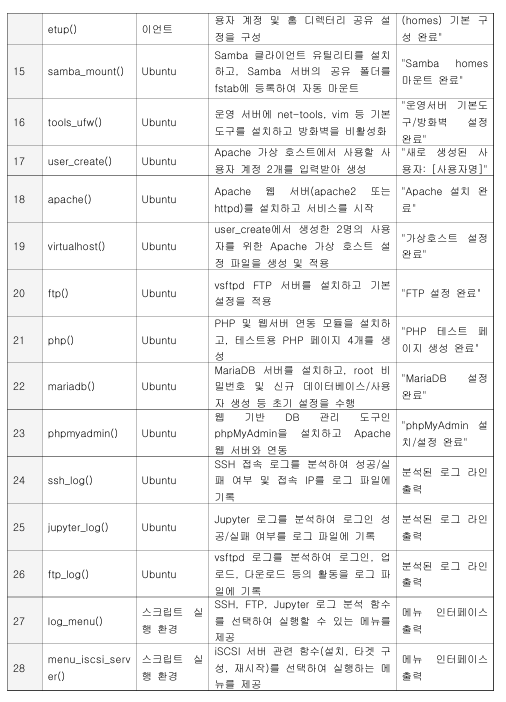 etup()
이언트
용자 계정 및 홈 디렉터리 공유 설
정을 구성
(homes) 기본 구
성 완료"
15
samba_mount()
Ubuntu
Samba 클라이언트 유틸리티를 설치
하고, Samba 서버의 공유 폴더를
fstab에 등록하여 자동 마운트
"Samba homes
마운트 완료"
16
tools_ufw()
Ubuntu
운영 서버에 net-tools, vim 등 기본
도구를 설치하고 방화벽을 비활성화
"운영서버 기본도
구/방화벽 설정
완료"
17
user_create()
Ubuntu
Apache 가상 호스트에서 사용할 사
용자 계정 2개를 입력받아 생성
"새로 생성된 사
용자: [사용자명]"
18
apache()
Ubuntu
Apache 웹 서버(apache2 또는
httpd)를 설치하고 서비스를 시작
"Apache 설치 완
료"
19
virtualhost()
Ubuntu
user_create에서 생성한 2명의 사용
자를 위한 Apache 가상 호스트 설
정 파일을 생성 및 적용
"가상호스트 설정
완료"
20
ftp()
Ubuntu
vsftpd FTP 서버를 설치하고 기본
설정을 적용
"FTP 설정 완료"
21
php()
Ubuntu
PHP 및 웹서버 연동 모듈을 설치하
고, 테스트용 PHP 페이지 4개를 생
성
"PHP 테스트 페
이지 생성 완료"
22
mariadb()
Ubuntu
MariaDB 서버를 설치하고, root 비
밀번호 및 신규 데이터베이스/사용
자 생성 등 초기 설정을 수행
"MariaDB 설정
완료"
23
phpmyadmin()
Ubuntu
웹 기반 DB 관리 도구인
phpMyAdmin을 설치하고 Apache
웹 서버와 연동
"phpMyAdmin 설
치/설정 완료"
24
ssh_log()
Ubuntu
SSH 접속 로그를 분석하여 성공/실
패 여부 및 접속 IP를 로그 파일에
기록
분석된 로그 라인
출력
25
jupyter_log()
Ubuntu
Jupyter 로그를 분석하여 로그인 성
공/실패 여부를 로그 파일에 기록
분석된 로그 라인
출력
26
ftp_log()
Ubuntu
vsftpd 로그를 분석하여 로그인, 업
로드, 다운로드 등의 활동을 로그 파
일에 기록
분석된 로그 라인
출력
27
log_menu()
스크립트 실
행 환경
SSH, FTP, Jupyter 로그 분석 함수
를 선택하여 실행할 수 있는 메뉴를
제공
메뉴 인터페이스
출력
28
menu_iscsi_serv
er()
스크립트 실
행 환경
iSCSI 서버 관련 함수(설치, 타겟 구
성, 재시작)를 선택하여 실행하는 메
뉴를 제공
메뉴 인터페이스
출력